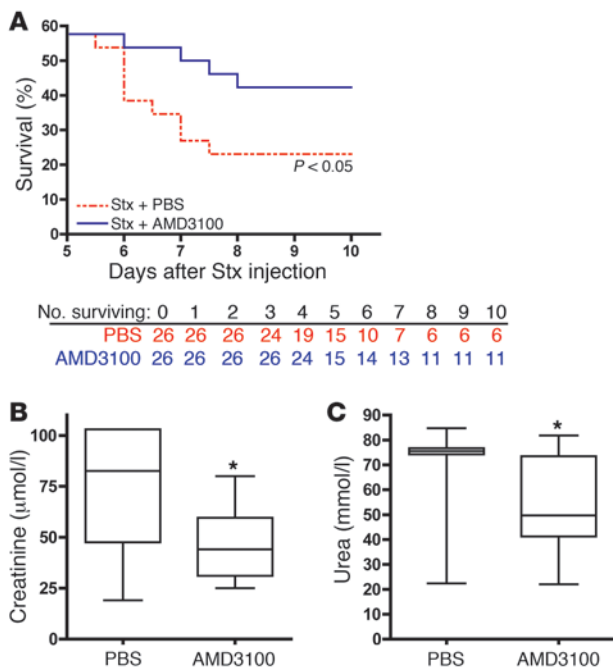 A
60
50
40
30
20
10
0
Survival (%)
P < 0.05
Stx + PBS
Stx + AMD3100
5 6 7 8 9 10
Days after Stx injection
No. surviving: 0 1 2 3 4 5 6 7 8 9 10
PBS 26 26 26 24 19 15 10 7 6 6 6
AMD3100 26 26 26 26 24 15 14 13 11 11 11
B
100
75
50
25
0
Creatinine (μmol/l)
*
PBS AMD3100
C
90
80
70
60
50
40
30
20
10
0
Urea (mmol/l)
*
PBS AMD3100